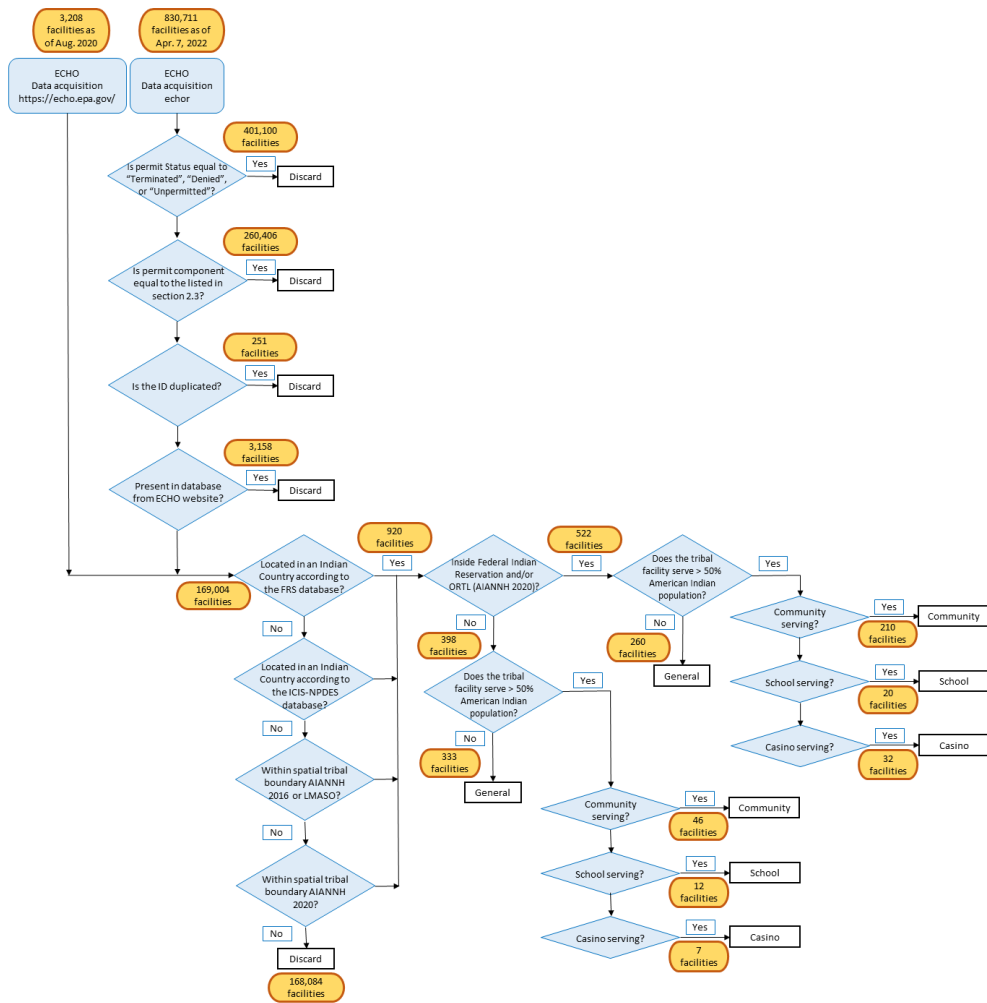 3,208
facilities as
of Aug. 2020
830,711
facilities as of
Apr. 7, 2022
ECHO
Data acquisition
https://echo.epa.gov/
ECHO
Data acquisition
echor
401,100
facilities
Is permit Status equal to
“Terminated”, “Denied”,
or “Unpermitted”?
Yes
Discard
260,406
facilities
Is permit component
equal to the listed in
section 2.3?
Yes
Discard
251
facilities
Is the ID duplicated?
Yes
Discard
3,158
facilities
Present in database
from ECHO website?
Yes
Discard
169,004
facilities
Located in an Indian
Country according to
the FRS database?
920
facilities
Yes
No
Located in an Indian
Country according to
the ICIS-NPDES
database?
No
Within spatial tribal
boundary AIANNH
2016 or LMASO?
No
Within spatial tribal
boundary AIANNH
2020?
No
Discard
168,084
facilities
Inside Federal Indian
Reservation and/or
ORTL (AIANNH 2020)?
522
facilities
Yes
No
398
facilities
Does the tribal
facility serve > 50%
American Indian
population?
Yes
No
260
facilities
General
Community
serving?
Yes
210
facilities
Community
School serving?
Yes
20
facilities
School
Casino serving?
Yes
32
facilities
Casino
Does the tribal
facility serve > 50%
American Indian
population?
Yes
No
333
facilities
General
Community
serving?
Yes
46
facilities
Community
School serving?
Yes
12
facilities
School
Casino serving?
Yes
7
facilities
Casino